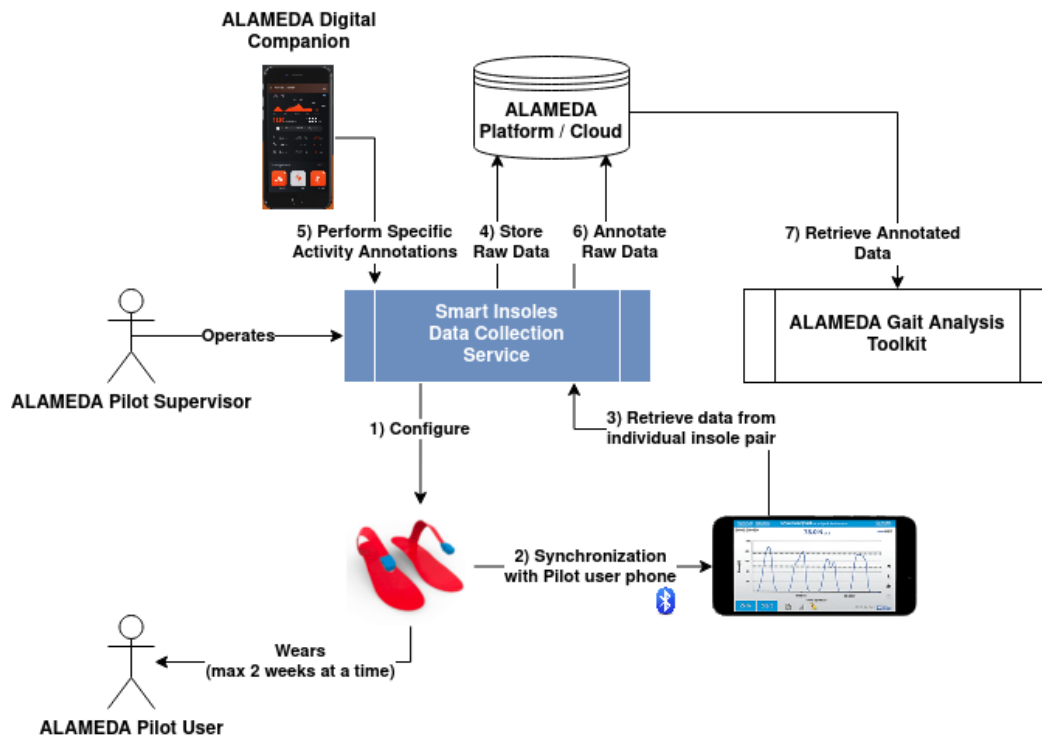 ALAMEDA Digital
Companion
ALAMEDA
Platform / Cloud
5) Perform Specific
Activity Annotations
4) Store
Raw Data
6) Annotate
Raw Data
7) Retrieve Annotated
Data
Smart Insoles
Data Collection
Service
ALAMEDA Gait Analysis
Toolkit
Operates
ALAMEDA Pilot Supervisor
1) Configure
3) Retrieve data from
individual insole pair
2) Synchronization
with Pilot user phone
Wears
(max 2 weeks at a time)
ALAMEDA Pilot User